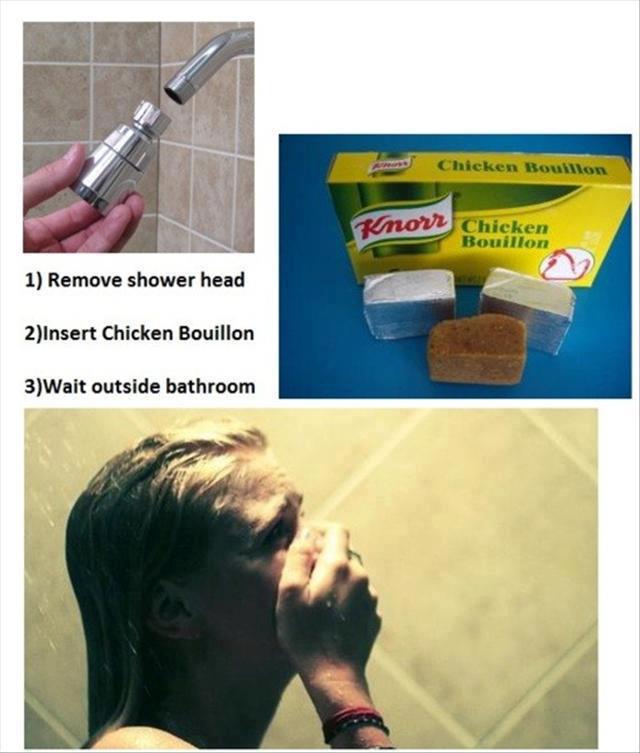 Knorr Chicken Bouillon
Knorr Chicken
Bouillon
1) Remove shower head
2)Insert Chicken Bouillon
3)Wait outside bathroom